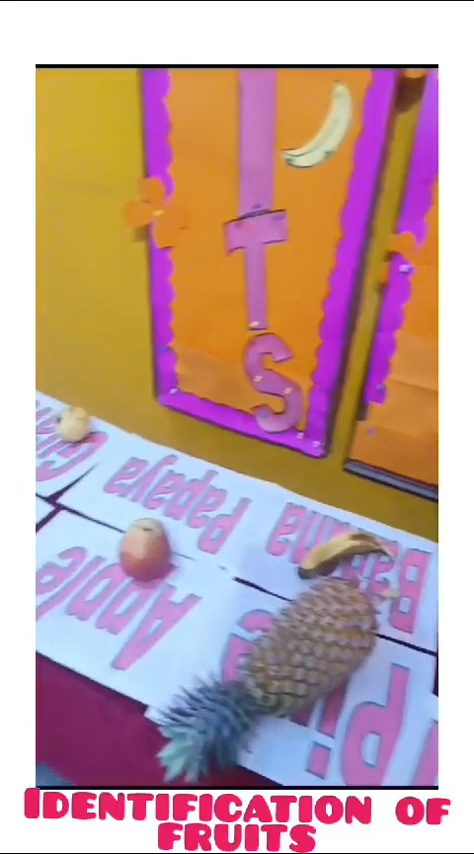 T
S
Papaya
Banana
Apple
IDENTIFICATION OF
FRUITS